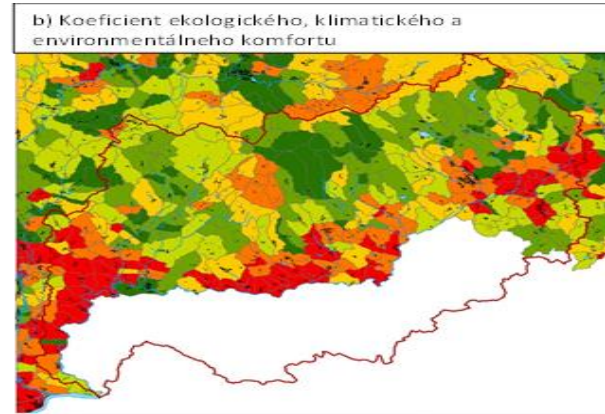 b) Koeficient ekologického, klimatického a
environmentálneho komfortu